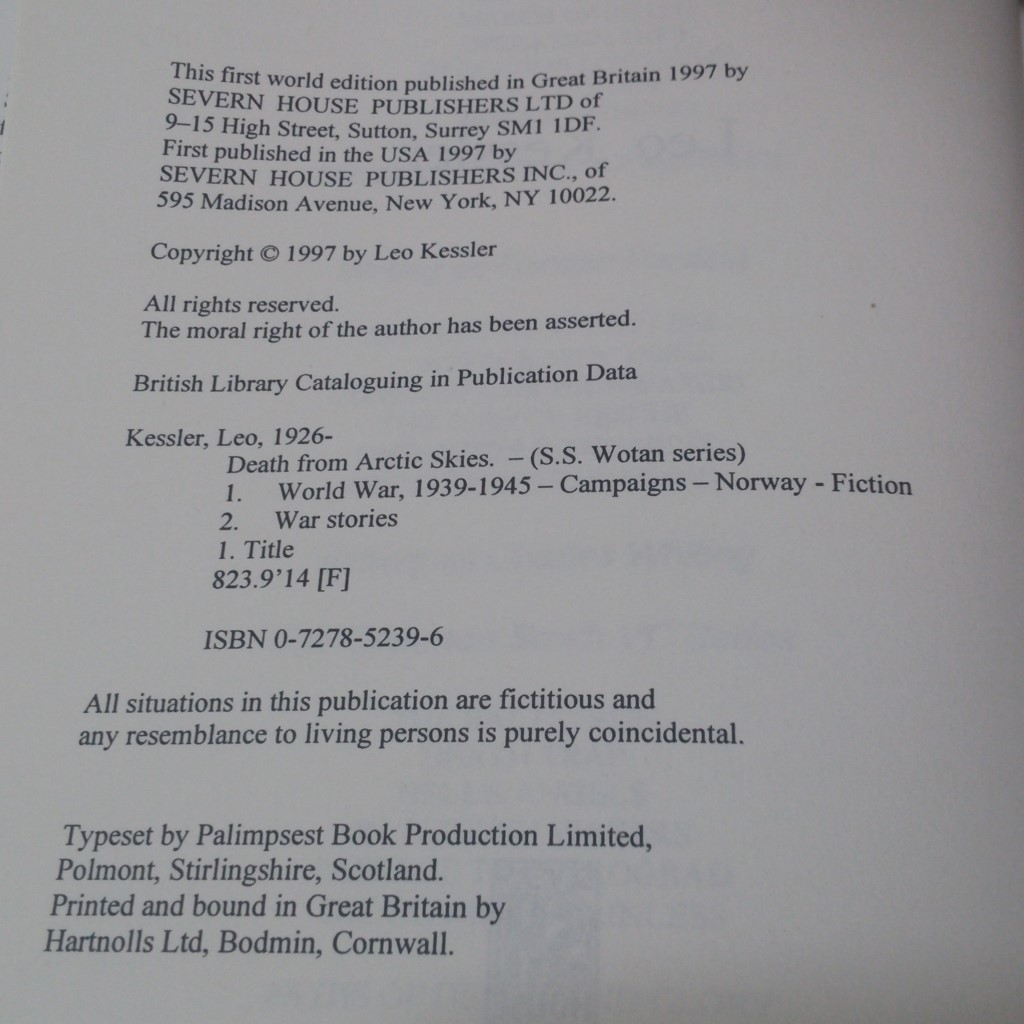 This first world edition published in Great Britain 1997 by
SEVERN HOUSE PUBLISHERS LTD of
9–15 High Street, Sutton, Surrey SM1 1DF.
First published in the USA 1997 by
SEVERN HOUSE PUBLISHERS INC., of
595 Madison Avenue, New York, NY 10022.
Copyright © 1997 by Leo Kessler
All rights reserved.
The moral right of the author has been asserted.
British Library Cataloguing in Publication Data
Kessler, Leo, 1926-
Death from Arctic Skies. – (S.S. Wotan series)
1. World War, 1939-1945 – Campaigns – Norway - Fiction
2. War stories
1. Title
823.9'14 [F]
ISBN 0-7278-5239-6
All situations in this publication are fictitious and
any resemblance to living persons is purely coincidental.
Typeset by Palimpsest Book Production Limited,
Polmont, Stirlingshire, Scotland.
Printed and bound in Great Britain by
Hartnolls Ltd, Bodmin, Cornwall.